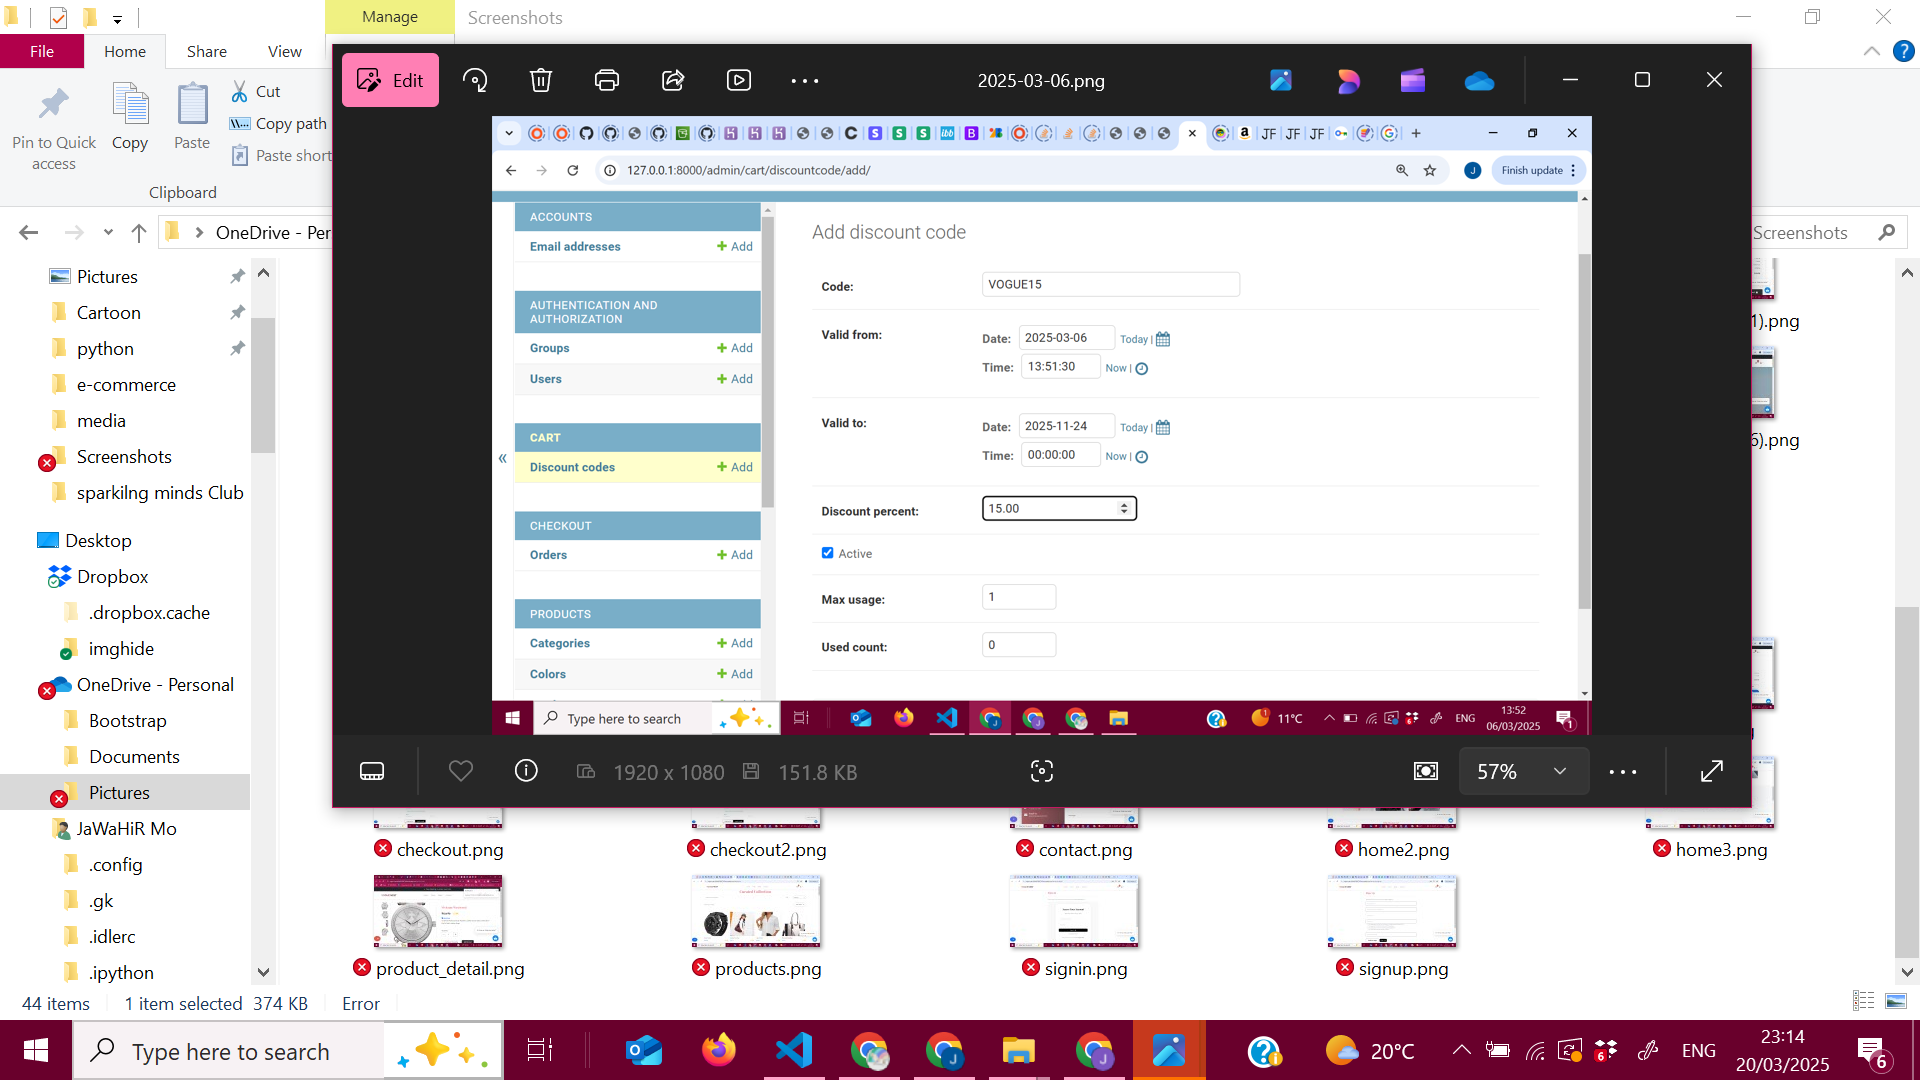 Manage
Screenshots
File
Home
Share
View
Pin to Quick access
Copy
Paste
Cut
Copy path
Paste short
Clipboard
OneDrive - Per
Screenshots
Pictures
Cartoon
python
e-commerce
media
Screenshots
sparkilng minds Club
Desktop
Dropbox
.dropbox.cache
imghide
OneDrive - Personal
Bootstrap
Documents
Pictures
JaWaHiR Mo
.config
.gk
.idlerc
.ipython
44 items
1 item selected 374 KB
Error
Edit
2025-03-06.png
JF JF JF
127.0.0.1:8000/admin/cart/discountcode/add/
J
Finish update
ACCOUNTS
Email addresses
Add
AUTHENTICATION AND
AUTHORIZATION
Groups
Add
Users
Add
CART
Discount codes
Add
CHECKOUT
Orders
Add
PRODUCTS
Categories
Add
Colors
Add
Add discount code
Code: VOGUE15
Valid from:
Date: 2025-03-06 Today |
Time: 13:51:30 Now |
Valid to:
Date: 2025-11-24 Today |
Time: 00:00:00 Now |
Discount percent: 15.00
Active
Max usage: 1
Used count: 0
Type here to search
11°C
ENG
13:52
06/03/2025
1920 x 1080
151.8 KB
57%
1).png
6).png
checkout.png
checkout2.png
contact.png
home2.png
home3.png
product_detail.png
products.png
signin.png
signup.png
Type here to search
20°C
ENG
23:14
20/03/2025
6